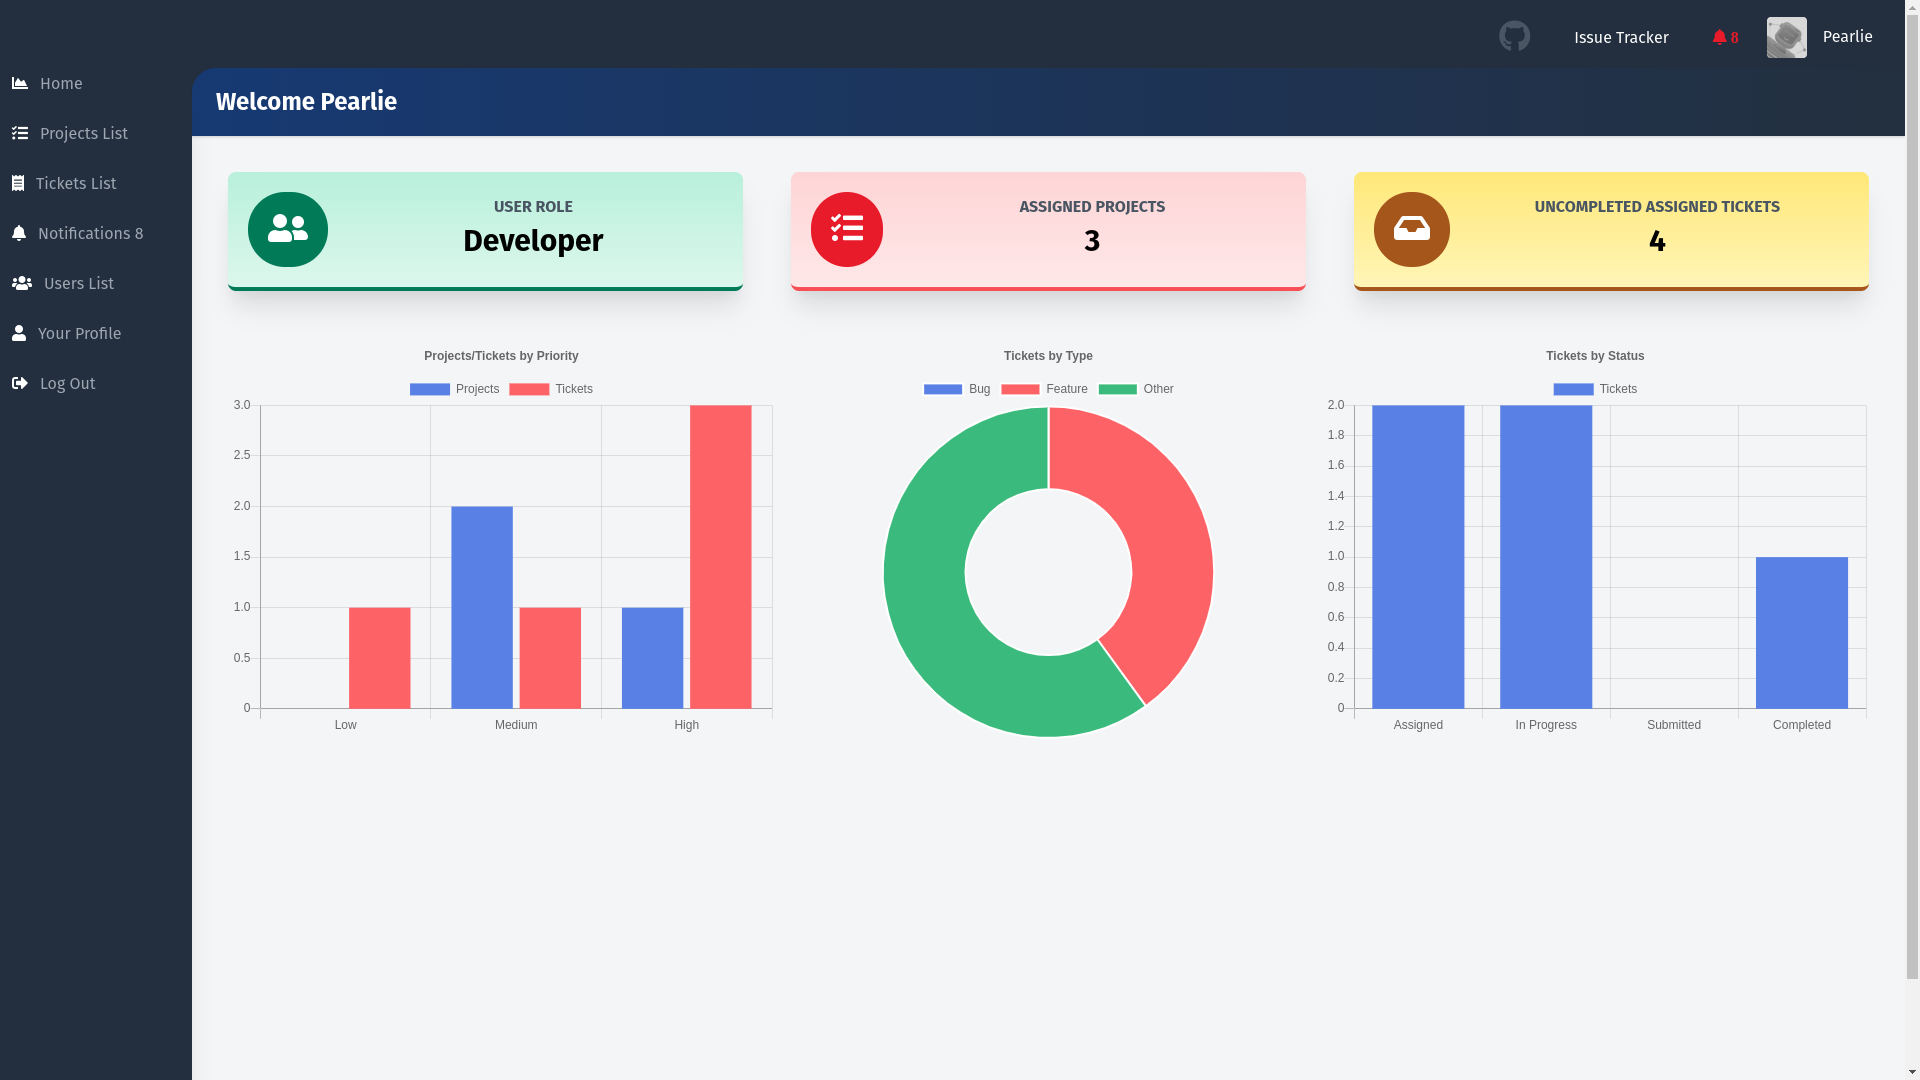 Issue Tracker
8
Pearlie
Home
Projects List
Tickets List
Notifications 8
Users List
Your Profile
Log Out
Welcome Pearlie
USER ROLE
Developer
ASSIGNED PROJECTS
3
UNCOMPLETED ASSIGNED TICKETS
4
Projects/Tickets by Priority
Projects
Tickets
3.0
2.5
2.0
1.5
1.0
0.5
0
Low
Medium
High
Tickets by Type
Bug
Feature
Other
Tickets by Status
Tickets
2.0
1.8
1.6
1.4
1.2
1.0
0.8
0.6
0.4
0.2
0
Assigned
In Progress
Submitted
Completed